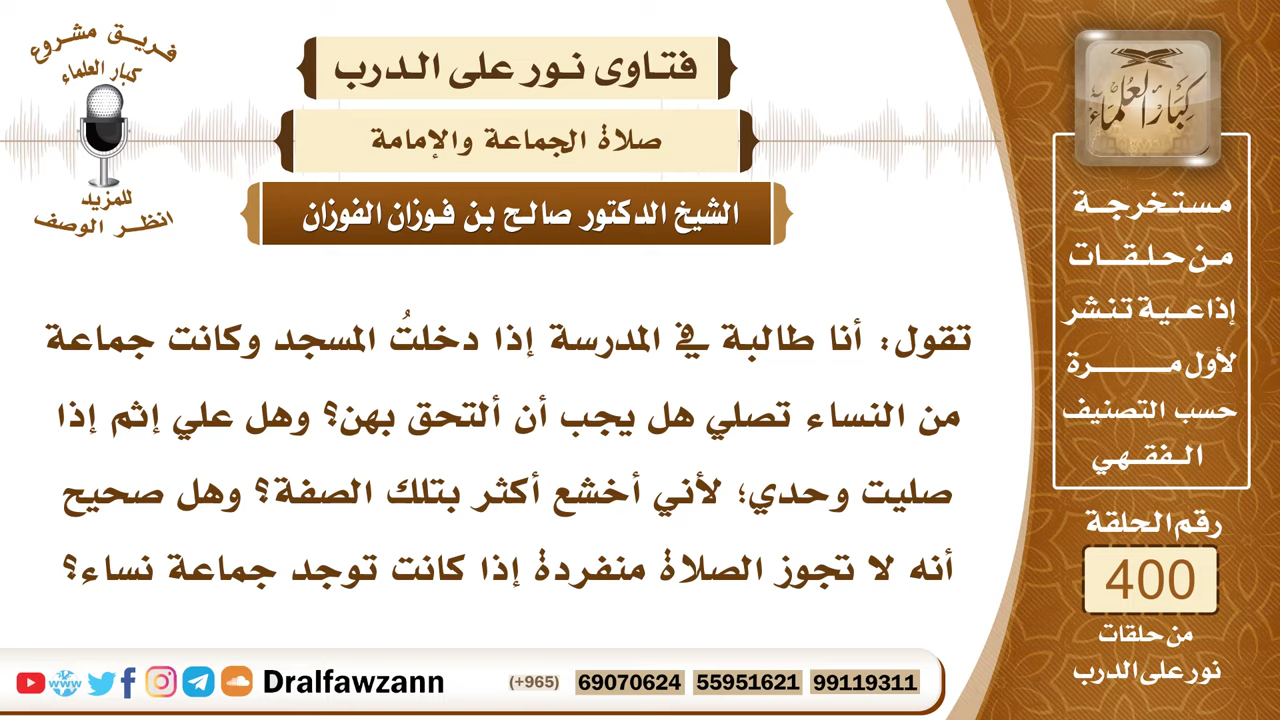 فريق مشروع
كبار العلماء
للمزيد
انظر الوصف
فتاوى نور على الدرب
صلاة الجماعة والإمامة
الشيخ الدكتور صالح بن فوزان الفوزان
كبار العلماء
مستخرجة
من حلقات
إذاعية تنشر
لأول مرة
حسب التصنيف
الفقهي
رقم الحلقة
400
من حلقات
نور على الدرب
تقول: أنا طالبة في المدرسة إذا دخلتُ المسجد وكانت جماعة
من النساء تصلي هل يجب أن ألتحق بهن؟ وهل علي إثم إذا
صليت وحدي؛ لأني أخشع أكثر بتلك الصفة؟ وهل صحيح
أنه لا تجوز الصلاة منفردة إذا كانت توجد جماعة نساء؟
www Dralfawzann (+965) 69070624 55951621 99119311